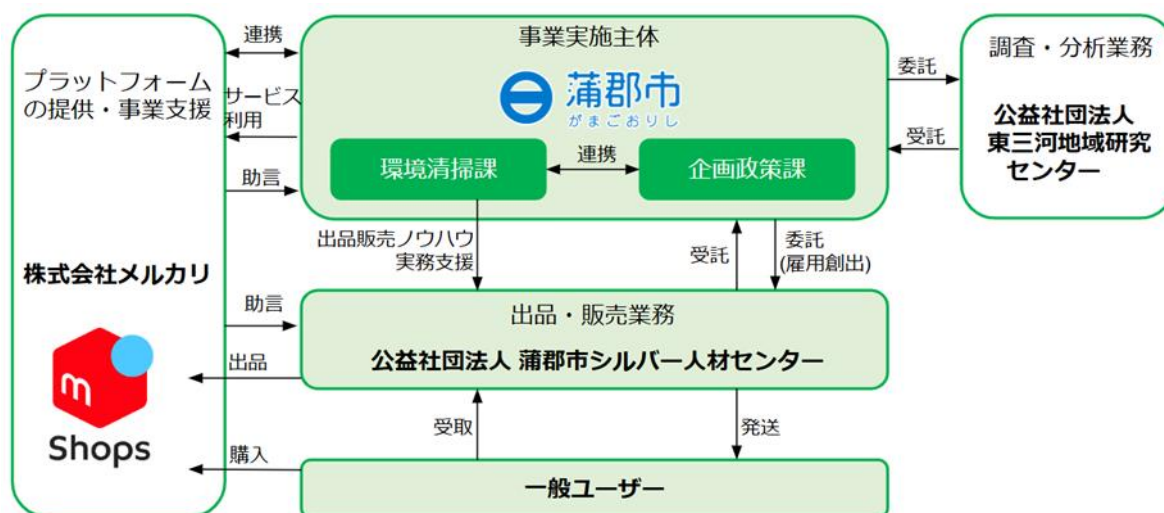 プラットフォーム
の提供・事業支援
株式会社メルカリ
m
Shops
連携
サービス
利用
助言
助言
出品
購入
事業実施主体
蒲郡市
がまごおりし
環境清掃課
連携
企画政策課
出品販売ノウハウ
実務支援
受託
委託
(雇用創出)
出品・販売業務
公益社団法人 蒲郡市シルバー人材センター
受取
発送
一般ユーザー
委託
受託
調査・分析業務
公益社団法人
東三河地域研究
センター